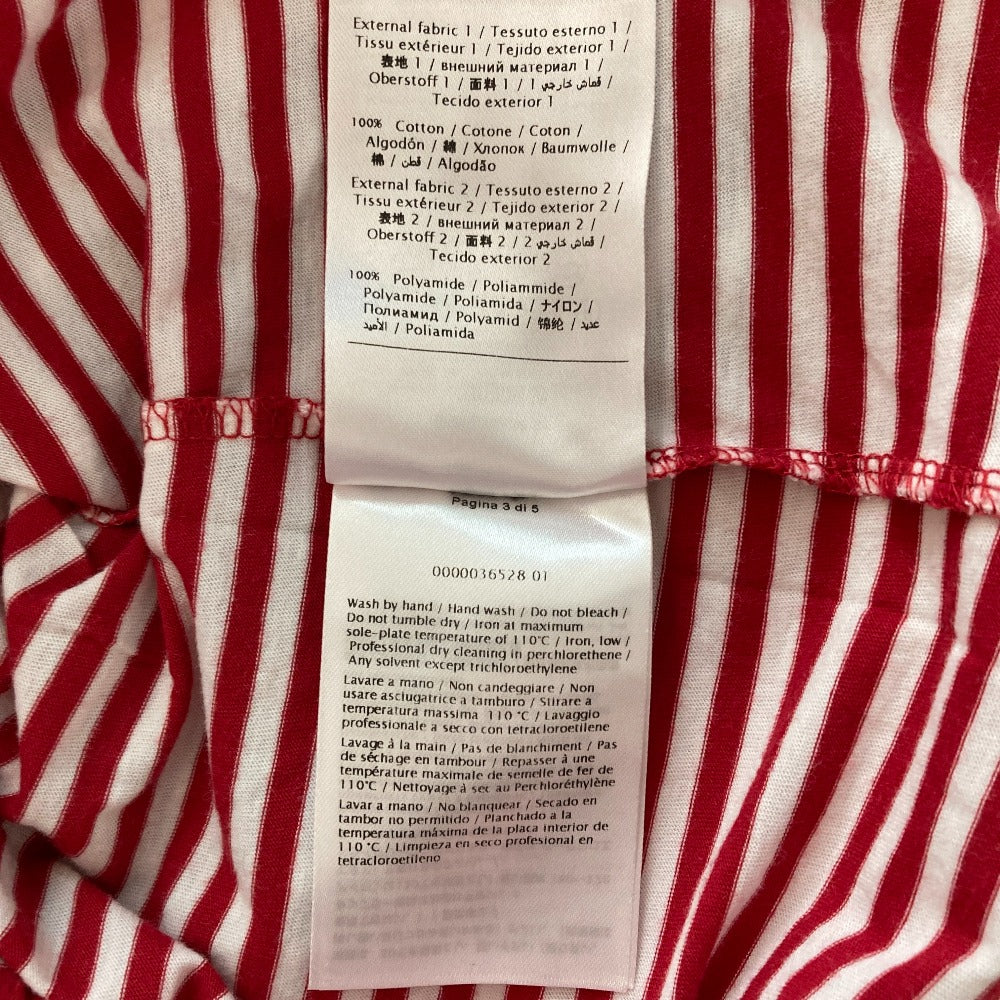 External fabric 1 / Tessuto esterno 1 /
Tissu extérieur 1 / Tejido exterior 1 /
表地 1 / внешний материал 1 /
Oberstoff 1 / 面料 1 / قماش خارجي 1 /
Tecido exterior 1
100% Cotton / Cotone / Coton /
Algodón / 綿 / Хлопок / Baumwolle /
棉 / قطن / Algodão
External fabric 2 / Tessuto esterno 2 /
Tissu extérieur 2 / Tejido exterior 2 /
表地 2 / внешний материал 2 /
Oberstoff 2 / 面料 2 / قماش خارجي 2 /
Tecido exterior 2
100% Polyamide / Poliammide /
Polyamide / Poliamida / ナイロン /
Полиамид / Polyamid / 锦纶 / عديد
الأميد / Poliamida
Pagina 3 di 5
0000036528 01
Wash by hand / Hand wash / Do not bleach /
Do not tumble dry / Iron at maximum
sole-plate temperature of 110°C / Iron, low /
Professional dry cleaning in perchlorethene /
Any solvent except trichloroethylene
Lavare a mano / Non candeggiare / Non
usare asciugatrice a tamburo / Stirare a
temperatura massima 110 °C / Lavaggio
professionale a secco con tetracloroetilene
Lavage à la main / Pas de blanchiment / Pas
de séchage en tambour / Repasser à une
température maximale de semelle de fer de
110°C / Nettoyage à sec au Perchloréthylène
Lavar a mano / No blanquear / Secado en
tambor no permitido / Planchado a la
temperatura máxima de la placa interior de
110 °C / Limpieza en seco profesional en
tetracloroetileno